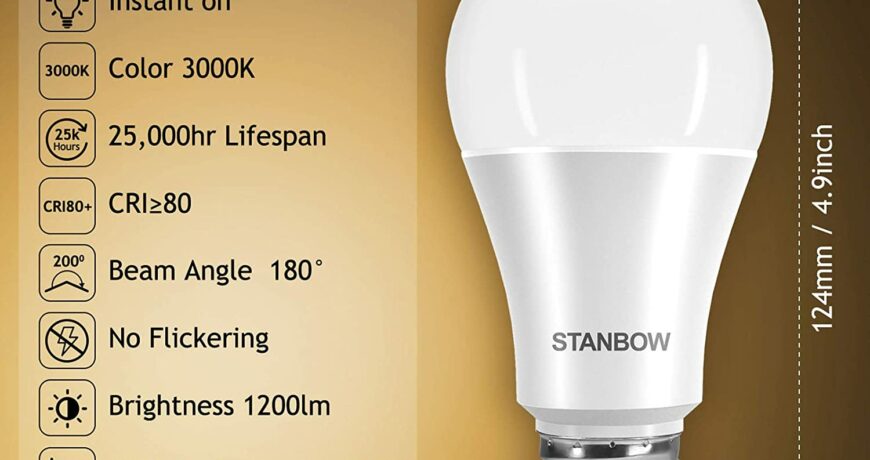 Instant on
3000K
Color 3000K
25K
Hours
25,000hr Lifespan
CRI80+
CRI≥80
200⁰
Beam Angle 180°
No Flickering
Brightness 1200lm
STANBOW
124mm / 4.9inch